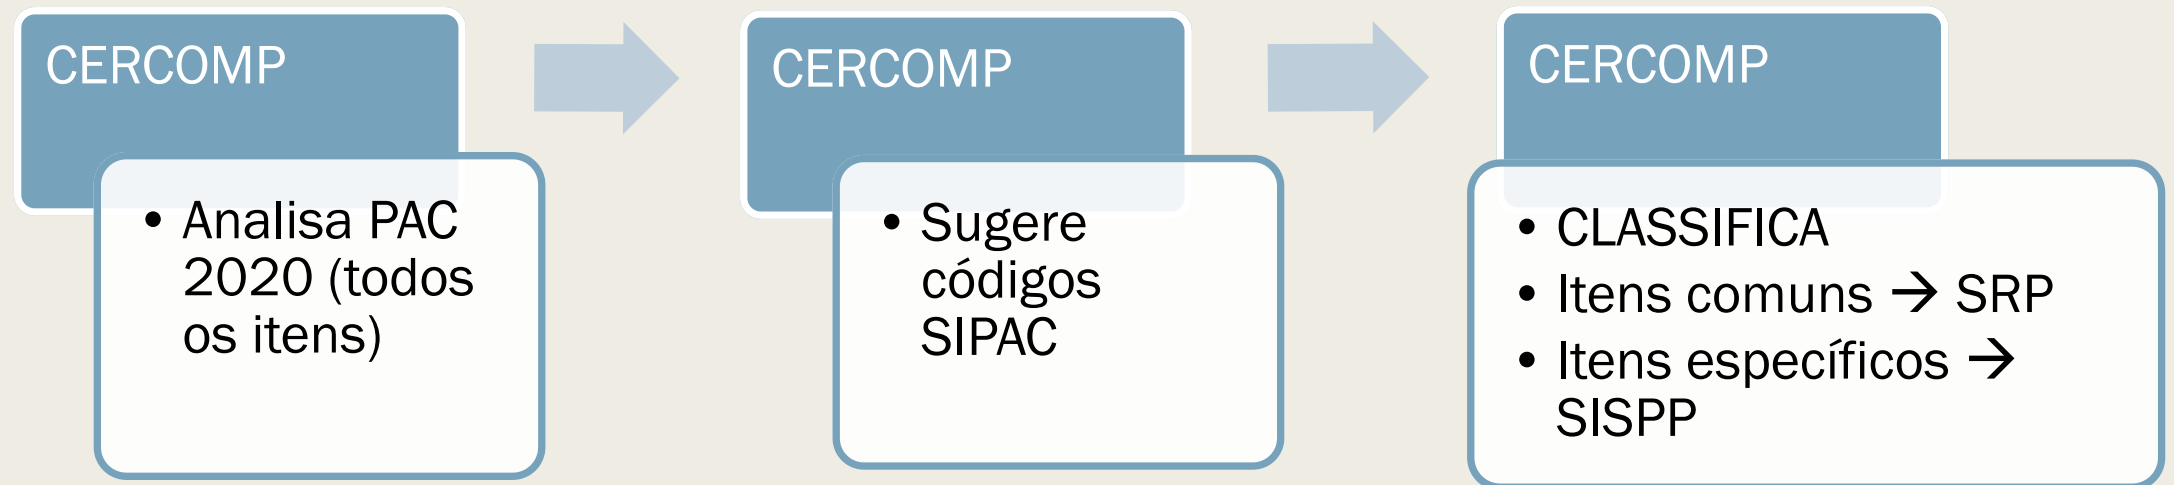 CERCOMP
• Analisa PAC
2020 (todos
os itens)
CERCOMP
• Sugere
códigos
SIPAC
CERCOMP
• CLASSIFICA
• Itens comuns → SRP
• Itens específicos →
SISPP